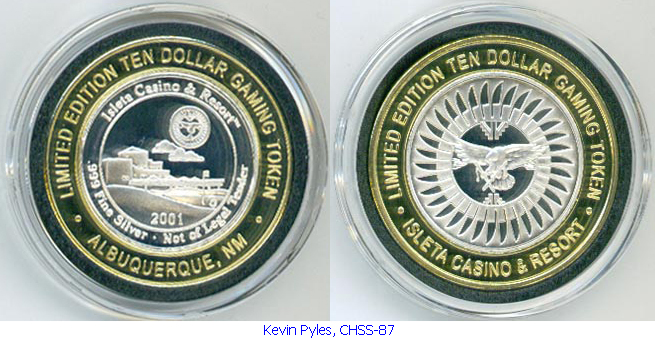 LIMITED EDITION TEN DOLLAR GAMING TOKEN
• ALBUQUERQUE, NM •
Isleta Casino & Resort™
2001
.999 Fine Silver • Not of Legal Tender
LIMITED EDITION TEN DOLLAR GAMING TOKEN
• ISLETA CASINO & RESORT •
Kevin Pyles, CHSS-87